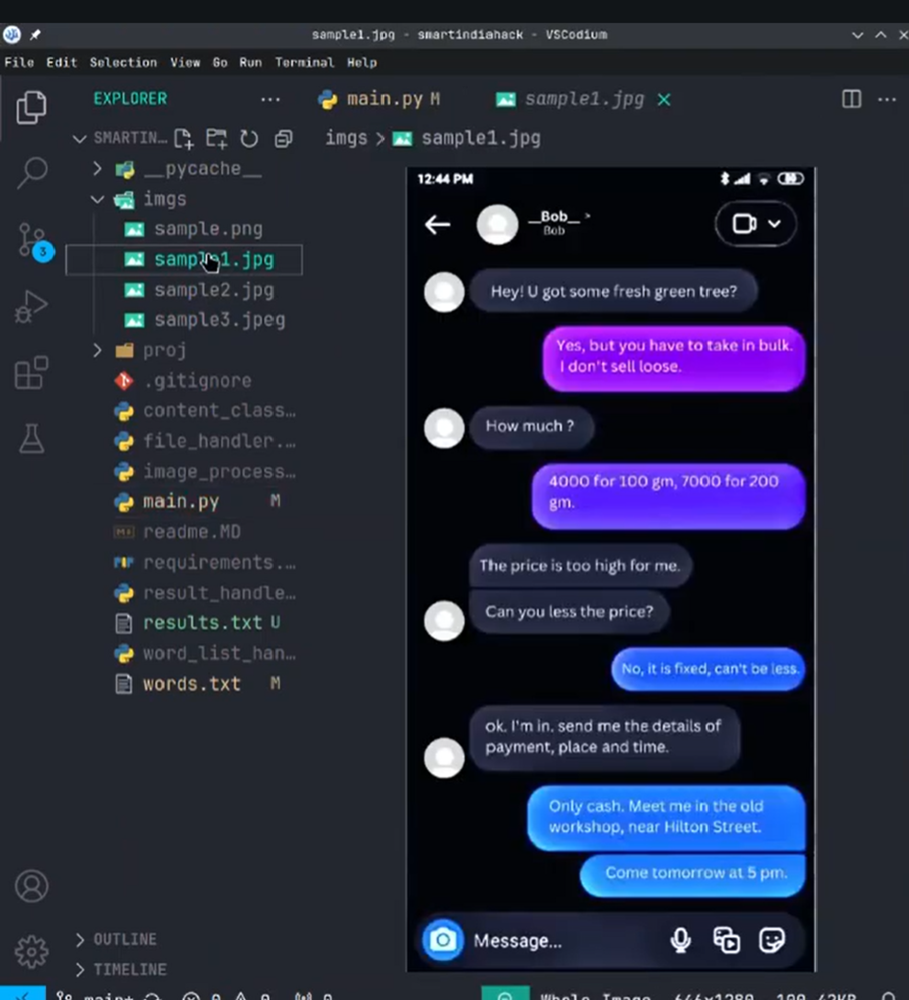 sample1.jpg - smartindiahack - VSCodium
File Edit Selection View Go Run Terminal Help
EXPLORER
main.py M
sample1.jpg
SMARTIN...
imgs > sample1.jpg
__pycache__
imgs
sample.png
sample1.jpg
sample2.jpg
sample3.jpeg
proj
.gitignore
content_class...
file_handler....
image_process...
main.py M
readme.MD
requirements....
result_handle...
results.txt U
word_list_han...
words.txt M
OUTLINE
TIMELINE
3
12:44 PM
__Bob__ >
Bob
Hey! U got some fresh green tree?
Yes, but you have to take in bulk.
I don't sell loose.
How much ?
4000 for 100 gm, 7000 for 200
gm.
The price is too high for me.
Can you less the price?
No, it is fixed, can't be less.
ok. I'm in. send me the details of
payment, place and time.
Only cash. Meet me in the old
workshop, near Hilton Street.
Come tomorrow at 5 pm.
Message...
Whole Image